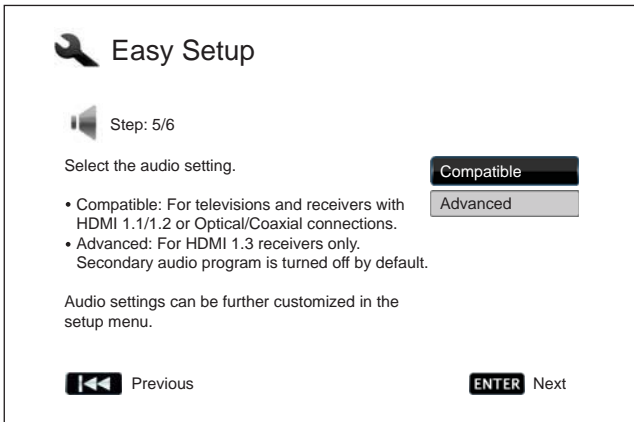 Easy Setup
Step: 5/6
Select the audio setting.
Compatible
Advanced
• Compatible: For televisions and receivers with
HDMI 1.1/1.2 or Optical/Coaxial connections.
• Advanced: For HDMI 1.3 receivers only.
Secondary audio program is turned off by default.
Audio settings can be further customized in the
setup menu.
Previous
ENTER Next